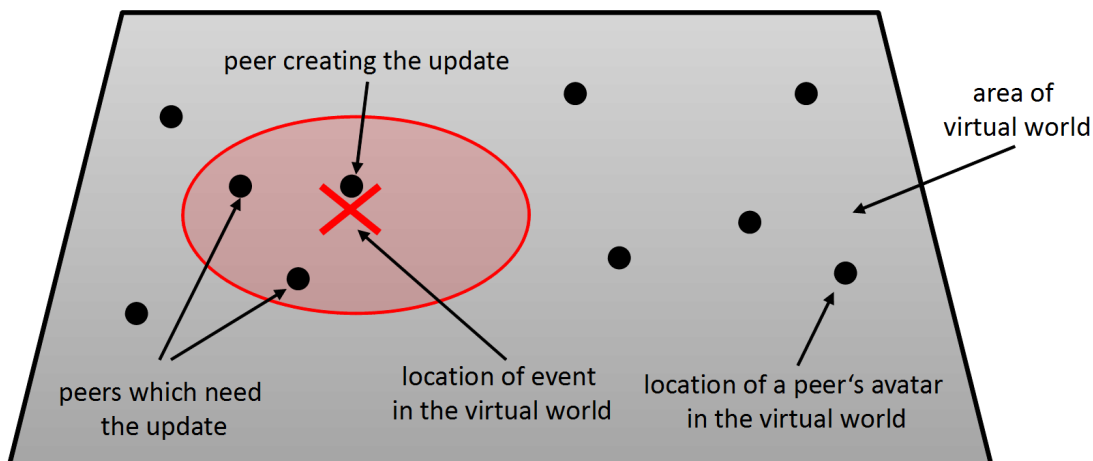 peer creating the update
area of
virtual world
peers which need
the update
location of event
in the virtual world
location of a peer‘s avatar
in the virtual world